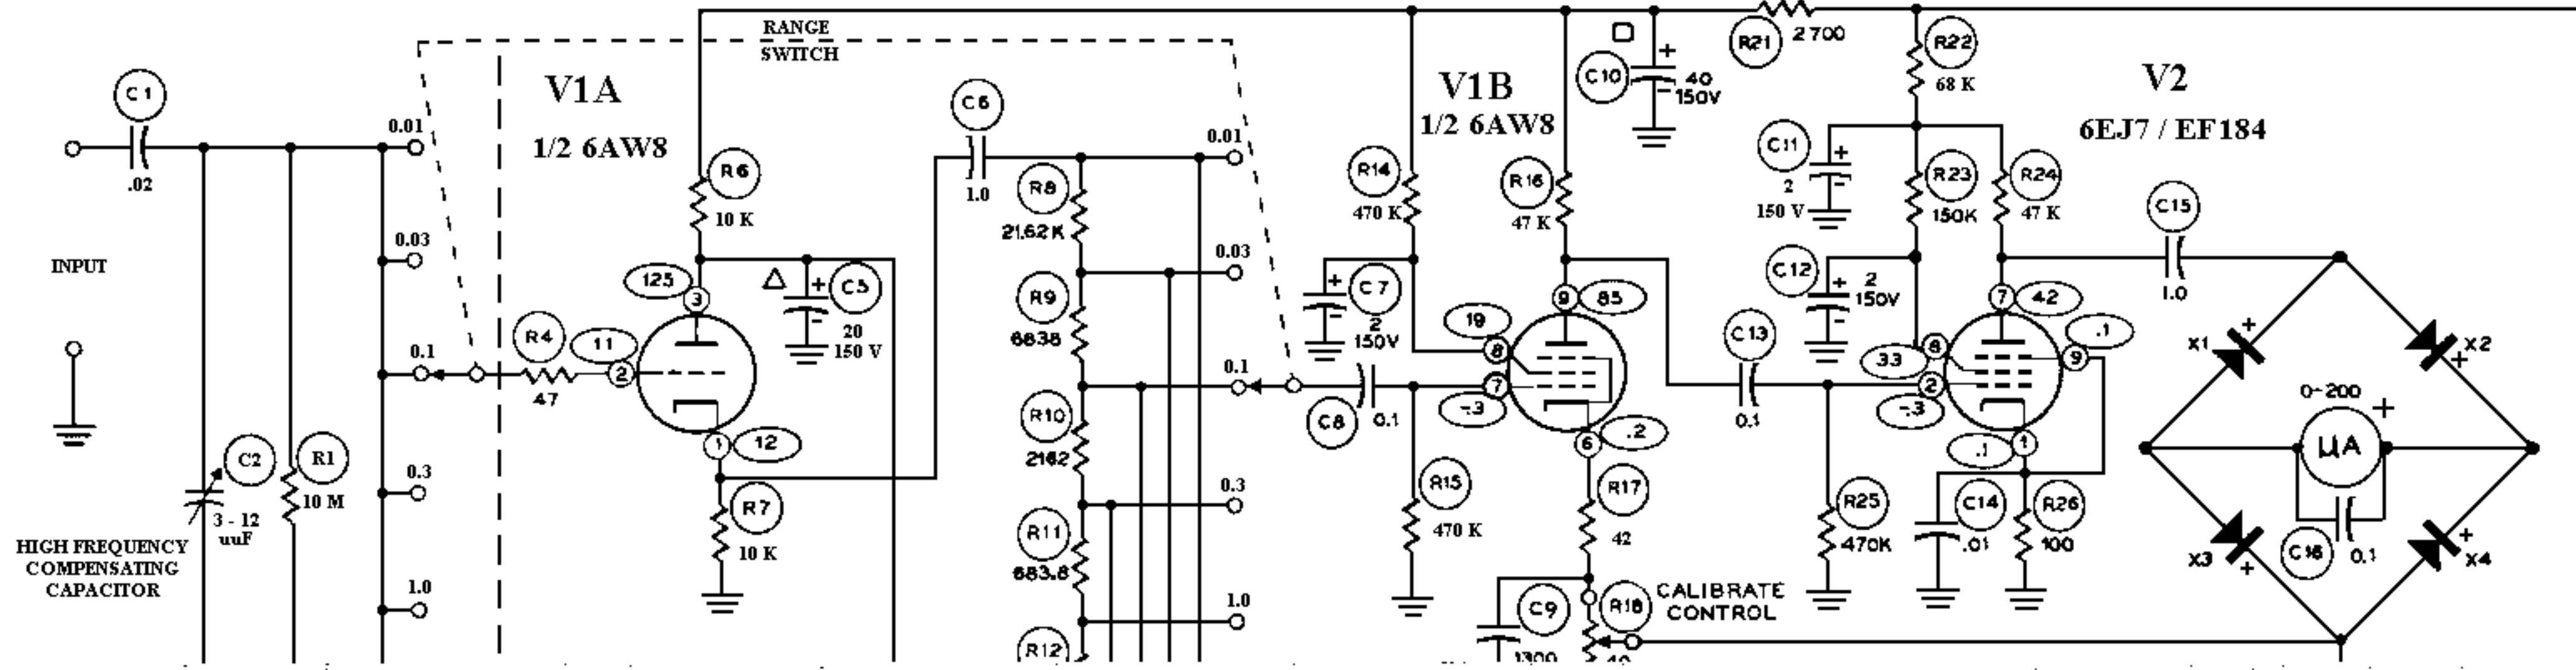 RANGE
SWITCH
C 1
.02
INPUT
HIGH FREQUENCY
COMPENSATING
CAPACITOR
C2
3 - 12
uuF
R1
10 M
0.01
0.03
0.1
0.3
1.0
V1A
1/2 6AW8
R4
47
11
2
R6
10 K
125
3
C5
+
-
20
150 V
1
12
R7
10 K
C6
1.0
R8
21.62K
R9
6838
R10
2162
R11
683.8
R12
0.01
0.03
0.1
0.3
1.0
V1B
1/2 6AW8
C10
+
-
40
150V
R14
470 K
R16
47 K
C7
+
-
2
150V
C8
0.1
R15
470 K
19
8
7
-.3
9
85
6
.2
R17
42
C9
1300
R18
40
CALIBRATE
CONTROL
R21
2700
R22
68 K
V2
6EJ7 / EF184
C11
+
-
2
150 V
R23
150K
R24
47 K
C12
+
-
2
150V
C13
0.1
R25
470K
33
8
2
-.3
7
42
.1
9
.1
1
C14
.01
R26
100
C15
1.0
X1
+
X2
+
0-200
+
UA
C16
0.1
X3
+
X4
+